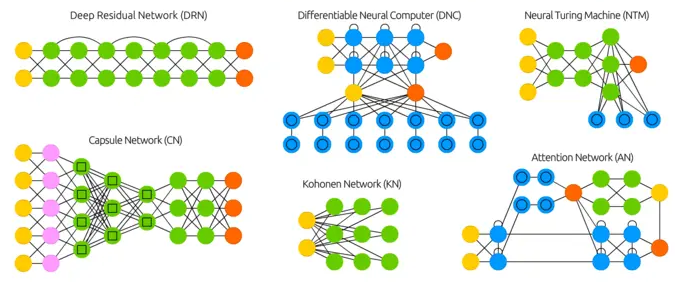 Deep Residual Network (DRN)
Differentiable Neural Computer (DNC)
Neural Turing Machine (NTM)
Capsule Network (CN)
Kohonen Network (KN)
Attention Network (AN)